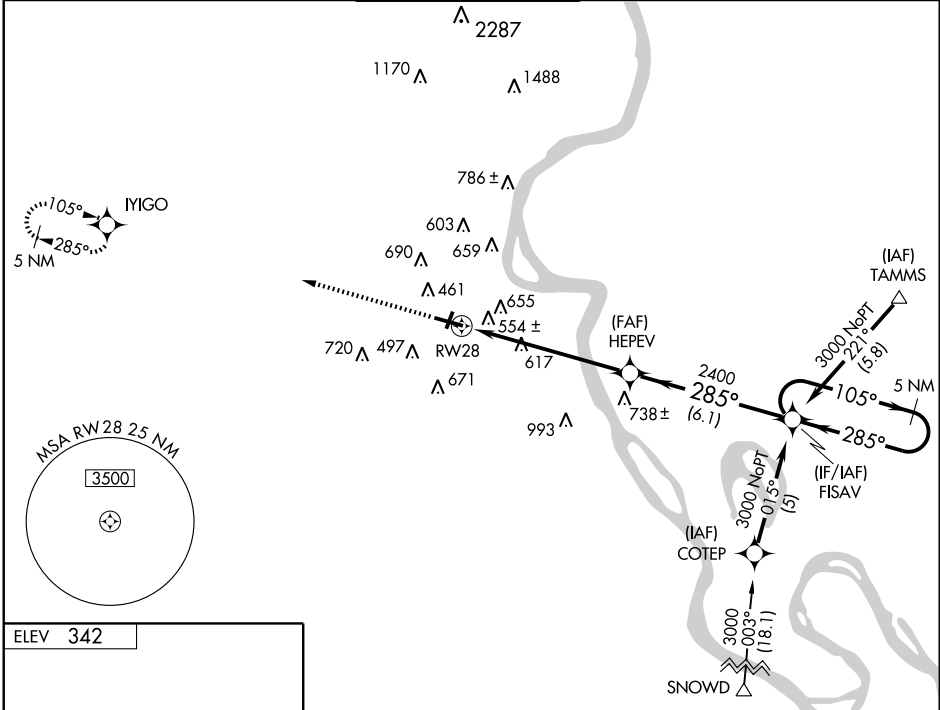 2287
1170
1488
786 ±
105°
IYIGO
285°
5 NM
603
659
690
461
655
554 ±
RW28
617
720
497
671
(IAF)
TAMMS
3000 NoPT
221°
(5.8)
(FAF)
HEPEV
2400
285°
(6.1)
738 ±
993
105°
5 NM
285°
(IF/IAF)
FISAV
3000 NoPT
015°
(5)
(IAF)
COTEP
3000
003°
(18.1)
SNOWD
MSA RW28 25 NM
3500
ELEV 342